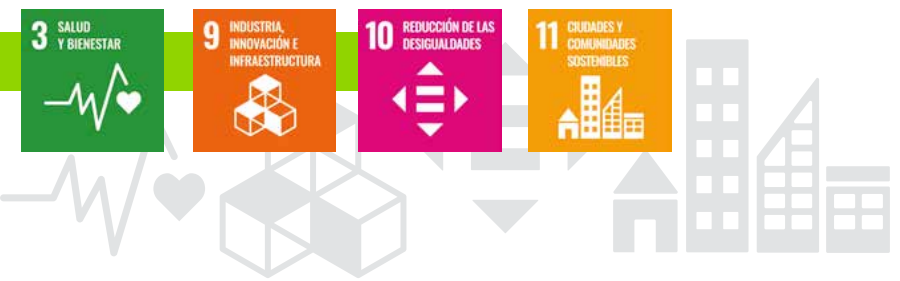 3 SALUD
Y BIENESTAR
9 INDUSTRIA,
INNOVACIÓN E
INFRAESTRUCTURA
10 REDUCCIÓN DE LAS
DESIGUALDADES
11 CIUDADES Y
COMUNIDADES
SOSTENIBLES